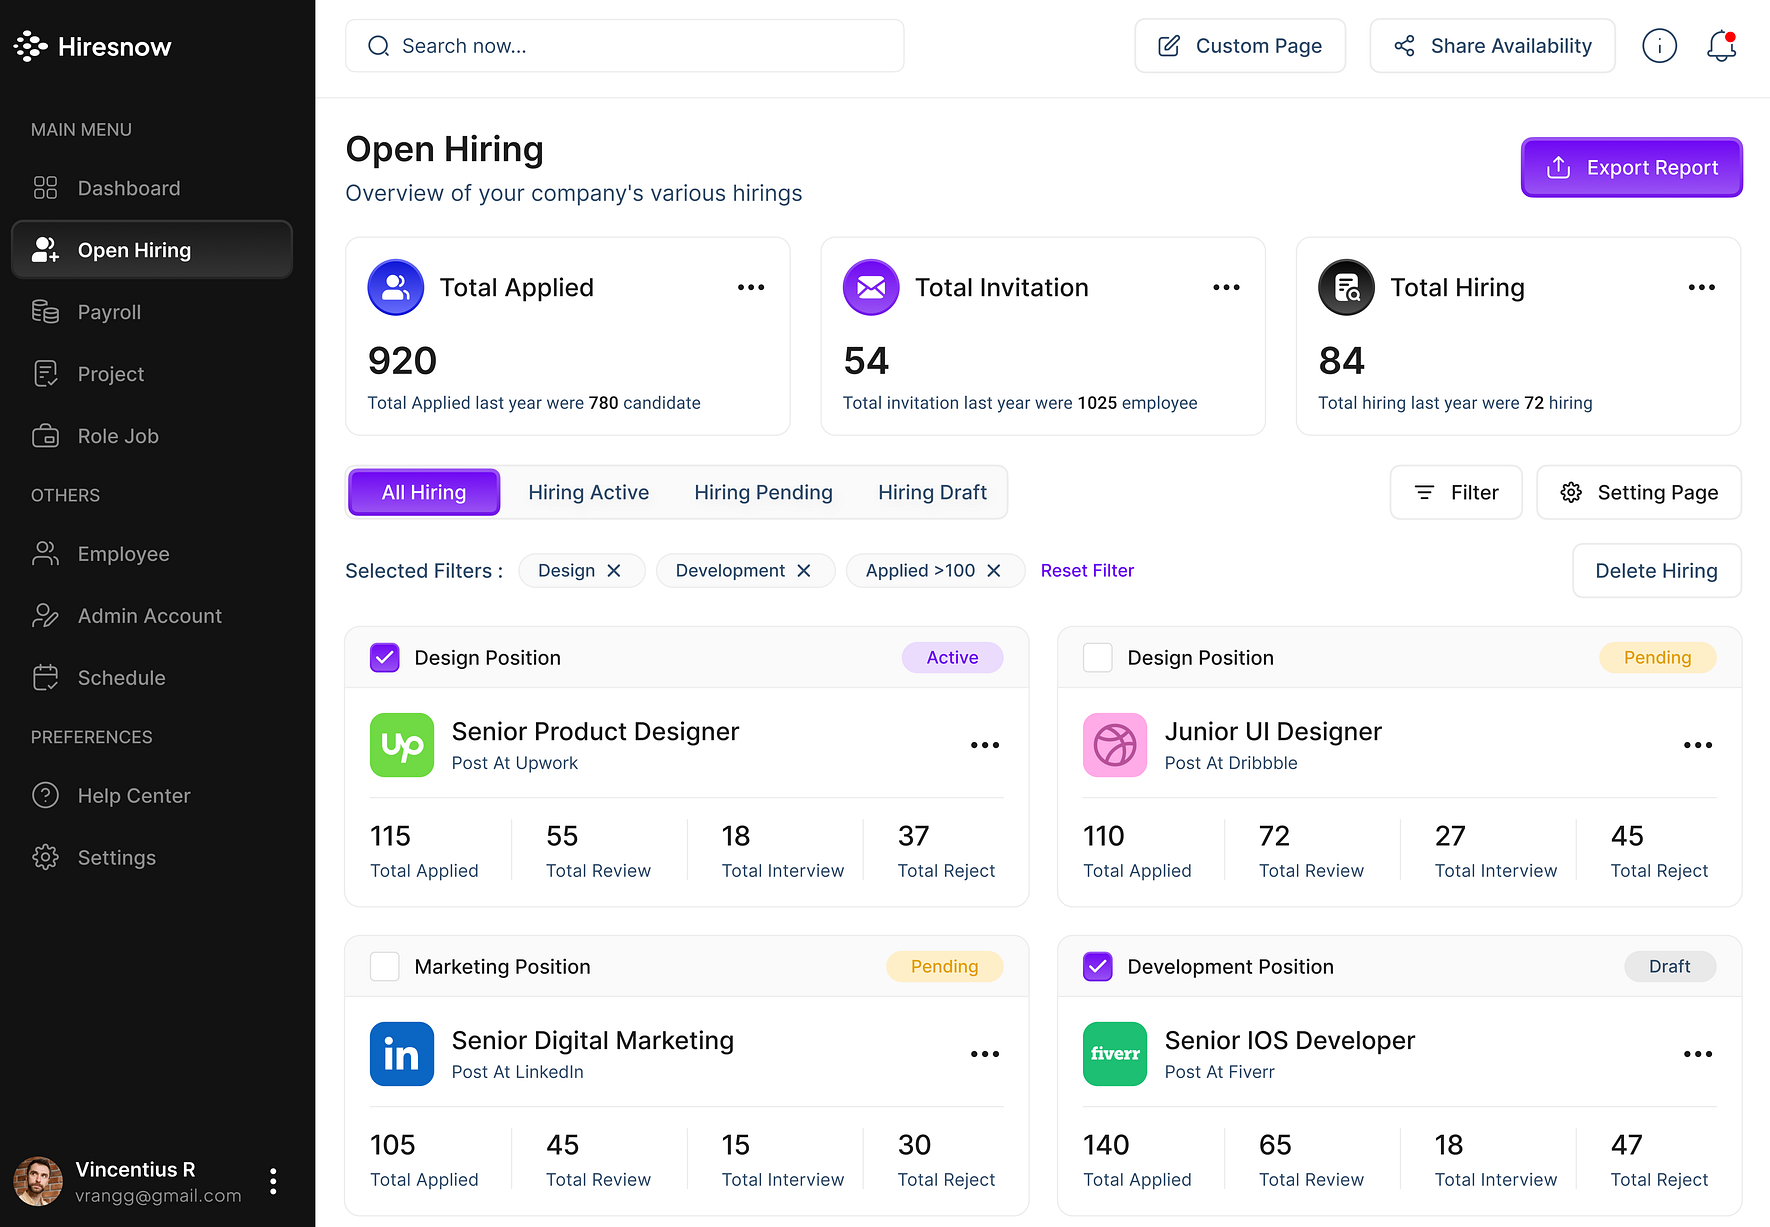 Hiresnow
MAIN MENU
Dashboard
Open Hiring
Payroll
Project
Role Job
OTHERS
Employee
Admin Account
Schedule
PREFERENCES
Help Center
Settings
Vincentius R
vrangg@gmail.com
Search now...
Custom Page
Share Availability
Open Hiring
Overview of your company's various hirings
Export Report
Total Applied
920
Total Applied last year were 780 candidate
Total Invitation
54
Total invitation last year were 1025 employee
Total Hiring
84
Total hiring last year were 72 hiring
All Hiring
Hiring Active
Hiring Pending
Hiring Draft
Filter
Setting Page
Selected Filters :
Design
Development
Applied >100
Reset Filter
Delete Hiring
Design Position
Active
up
Senior Product Designer
Post At Upwork
115
Total Applied
55
Total Review
18
Total Interview
37
Total Reject
Design Position
Pending
Junior UI Designer
Post At Dribbble
110
Total Applied
72
Total Review
27
Total Interview
45
Total Reject
Marketing Position
Pending
in
Senior Digital Marketing
Post At LinkedIn
105
Total Applied
45
Total Review
15
Total Interview
30
Total Reject
Development Position
Draft
fiverr
Senior IOS Developer
Post At Fiverr
140
Total Applied
65
Total Review
18
Total Interview
47
Total Reject